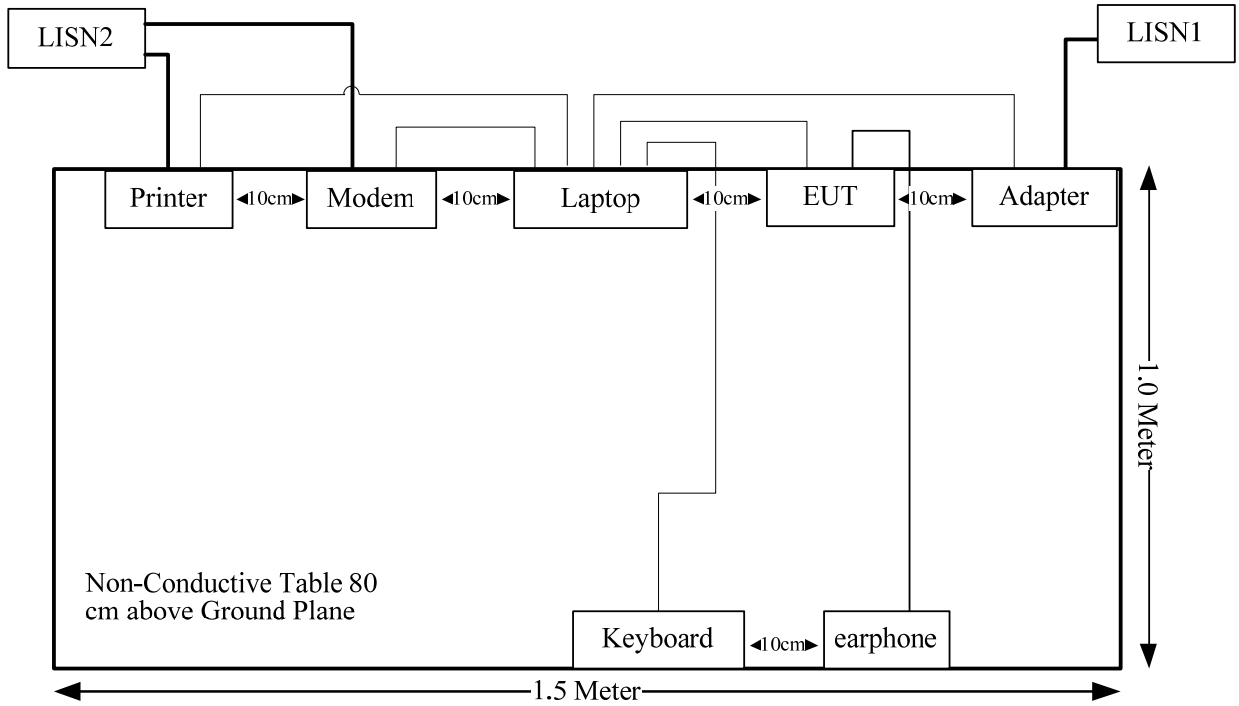 LISN2
LISN1
Printer
10cm
Modem
10cm
Laptop
10cm
EUT
10cm
Adapter
1.0 Meter
Non-Conductive Table 80
cm above Ground Plane
Keyboard
10cm
earphone
1.5 Meter